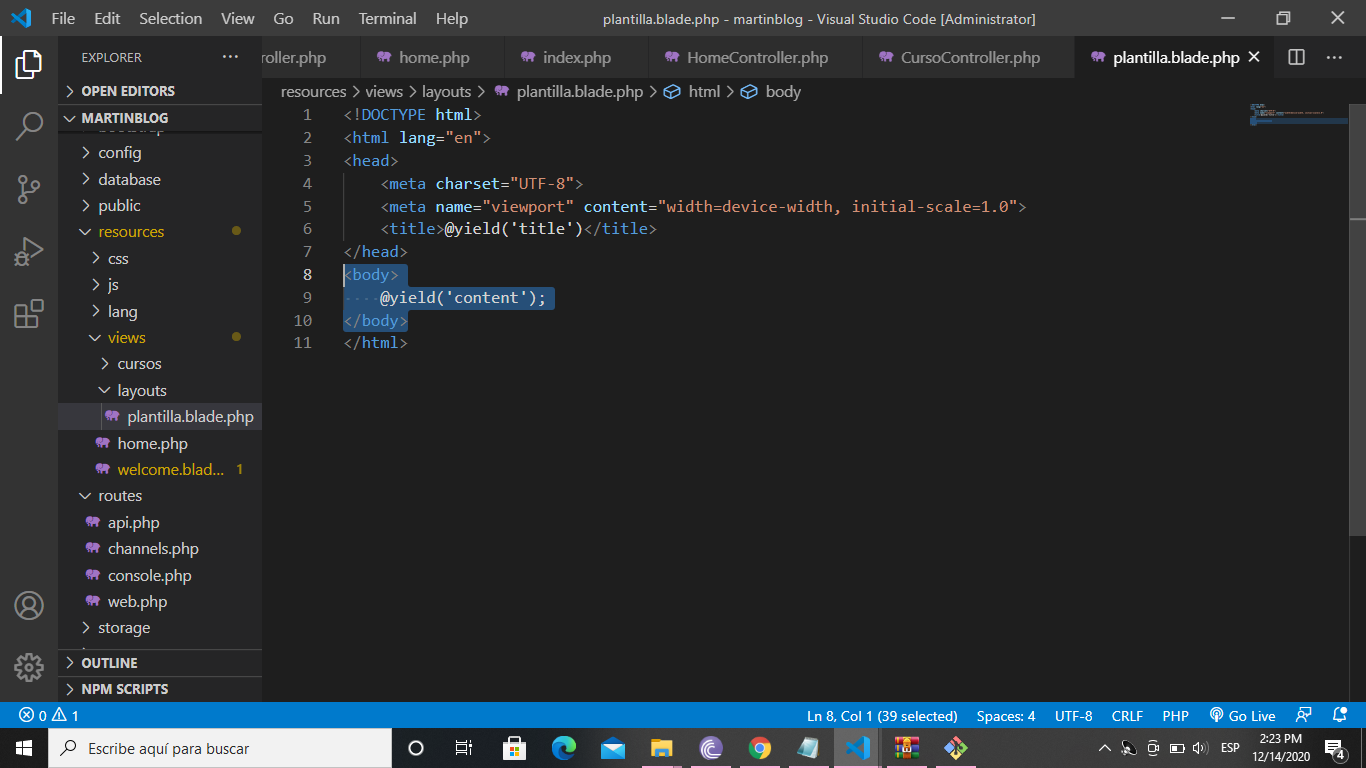 File Edit Selection View Go Run Terminal Help plantilla.blade.php - martinblog - Visual Studio Code [Administrator]
EXPLORER ···
roller.php home.php index.php HomeController.php CursoController.php plantilla.blade.php
OPEN EDITORS
resources > views > layouts > plantilla.blade.php > html > body
MARTINBLOG
config
database
public
resources
css
js
lang
views
cursos
layouts
plantilla.blade.php
home.php
welcome.blad... 1
routes
api.php
channels.php
console.php
web.php
storage
OUTLINE
NPM SCRIPTS
1 <!DOCTYPE html>
2 <html lang="en">
3 <head>
4 <meta charset="UTF-8">
5 <meta name="viewport" content="width=device-width, initial-scale=1.0">
6 <title>@yield('title')</title>
7 </head>
8 <body>
9 ····@yield('content');
10 </body>
11 </html>
0 1 Ln 8, Col 1 (39 selected) Spaces: 4 UTF-8 CRLF PHP Go Live
Escribe aquí para buscar
ESP
2:23 PM
12/14/2020
4